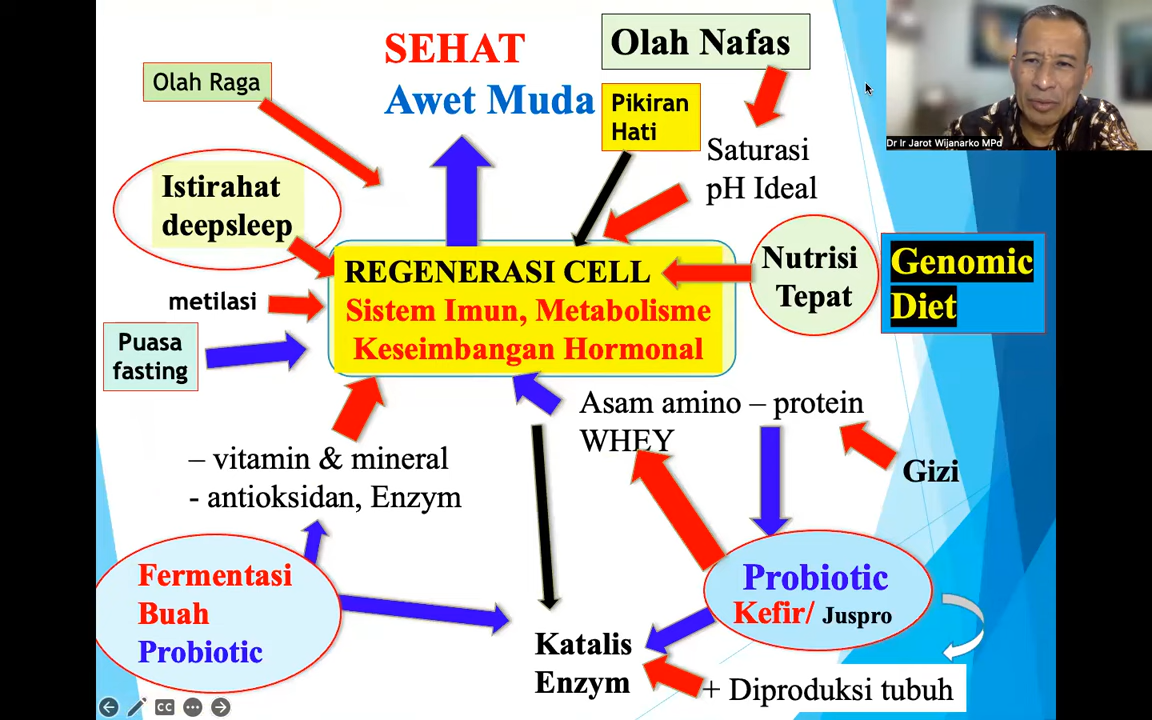 SEHAT
Awet Muda
Olah Nafas
Olah Raga
Pikiran
Hati
Saturasi
pH Ideal
Dr Ir Jarot Wijanarko MPd
Istirahat
deepsleep
metilasi
Puasa
fasting
REGENERASI CELL
Sistem Imun, Metabolisme
Keseimbangan Hormonal
Nutrisi
Tepat
Genomic
Diet
Asam amino – protein
WHEY
Gizi
– vitamin & mineral
- antioksidan, Enzym
Fermentasi
Buah
Probiotic
Probiotic
Kefir/ Juspro
Katalis
Enzym
+ Diproduksi tubuh
CC